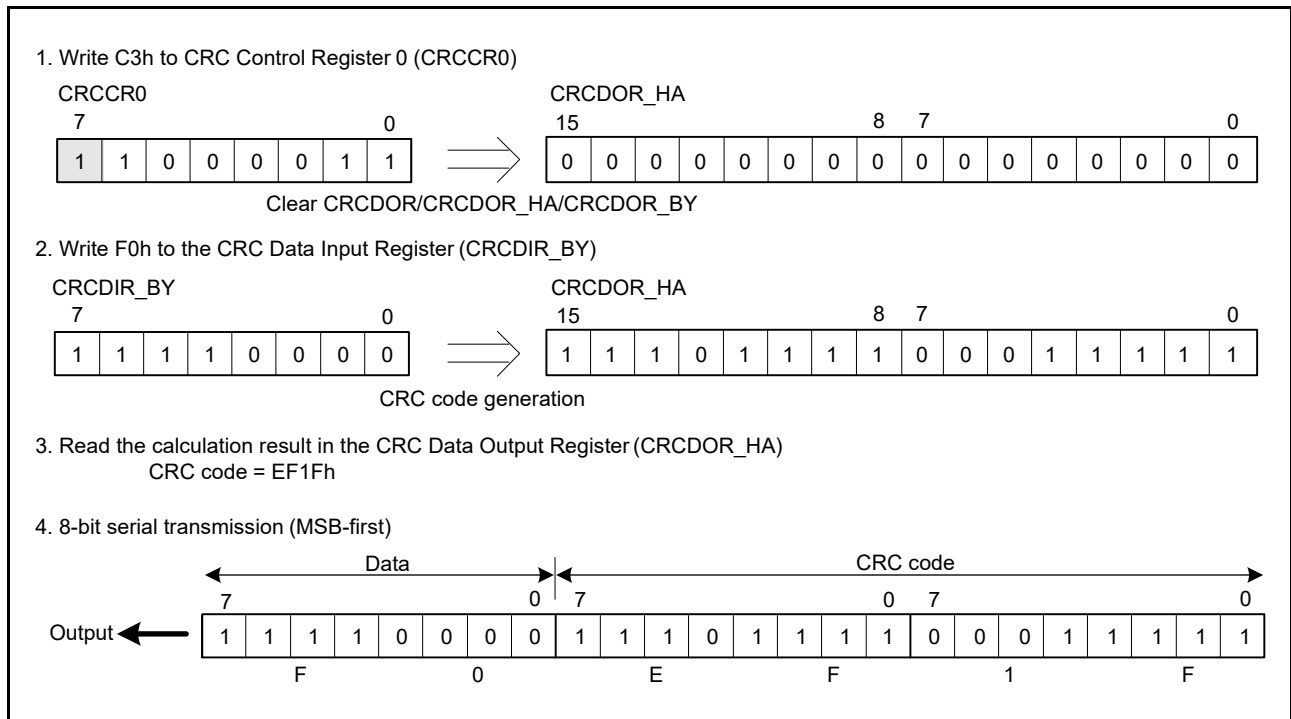 1. Write C3h to CRC Control Register 0 (CRCCR0)
CRCCR0 CRCDOR_HA
7 0 15 8 7 0
1 1 0 0 0 0 1 1 0 0 0 0 0 0 0 0 0 0 0 0 0 0 0 0
Clear CRCDOR/CRCDOR_HA/CRCDOR_BY
2. Write F0h to the CRC Data Input Register (CRCDIR_BY)
CRCDIR_BY CRCDOR_HA
7 0 15 8 7 0
1 1 1 1 0 0 0 0 1 1 1 0 1 1 1 1 0 0 0 1 1 1 1 1
CRC code generation
3. Read the calculation result in the CRC Data Output Register (CRCDOR_HA)
CRC code = EF1Fh
4. 8-bit serial transmission (MSB-first)
Data CRC code
7 0 7 0 7 0
Output 1 1 1 1 0 0 0 0 1 1 1 0 1 1 1 1 0 0 0 1 1 1 1 1
F 0 E F 1 F